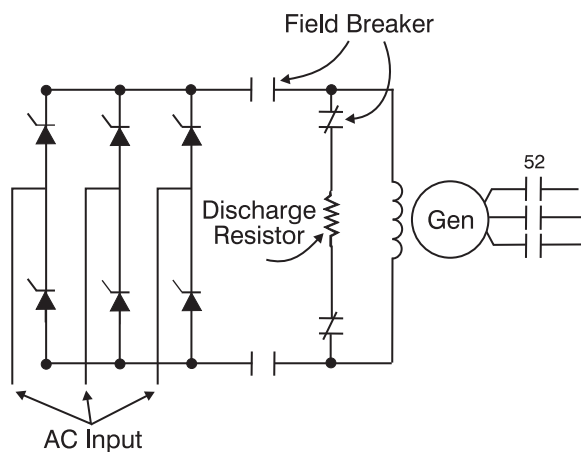 Field Breaker
52
Gen
Discharge
Resistor
AC Input